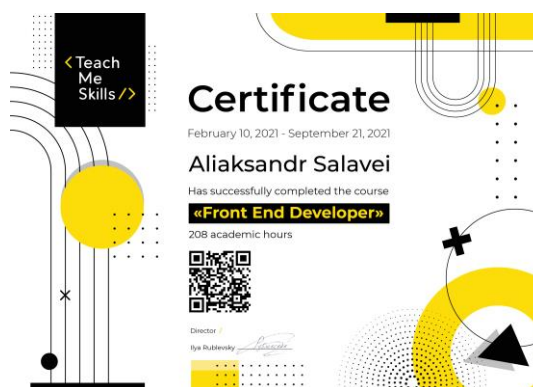 <Teach
Me
Skills/>
Certificate
February 10, 2021 - September 21, 2021
Aliaksandr Salavei
Has successfully completed the course
«Front End Developer»
208 academic hours
Director /
Ilya Rublevsky